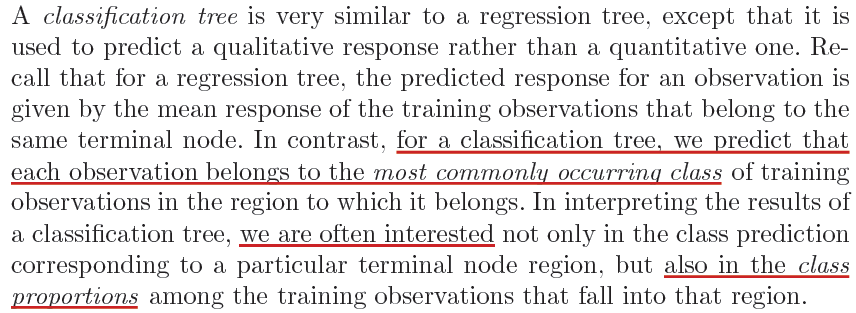 A classification tree is very similar to a regression tree, except that it is
used to predict a qualitative response rather than a quantitative one. Re-
call that for a regression tree, the predicted response for an observation is
given by the mean response of the training observations that belong to the
same terminal node. In contrast, for a classification tree, we predict that
each observation belongs to the most commonly occurring class of training
observations in the region to which it belongs. In interpreting the results of
a classification tree, we are often interested not only in the class prediction
corresponding to a particular terminal node region, but also in the class
proportions among the training observations that fall into that region.